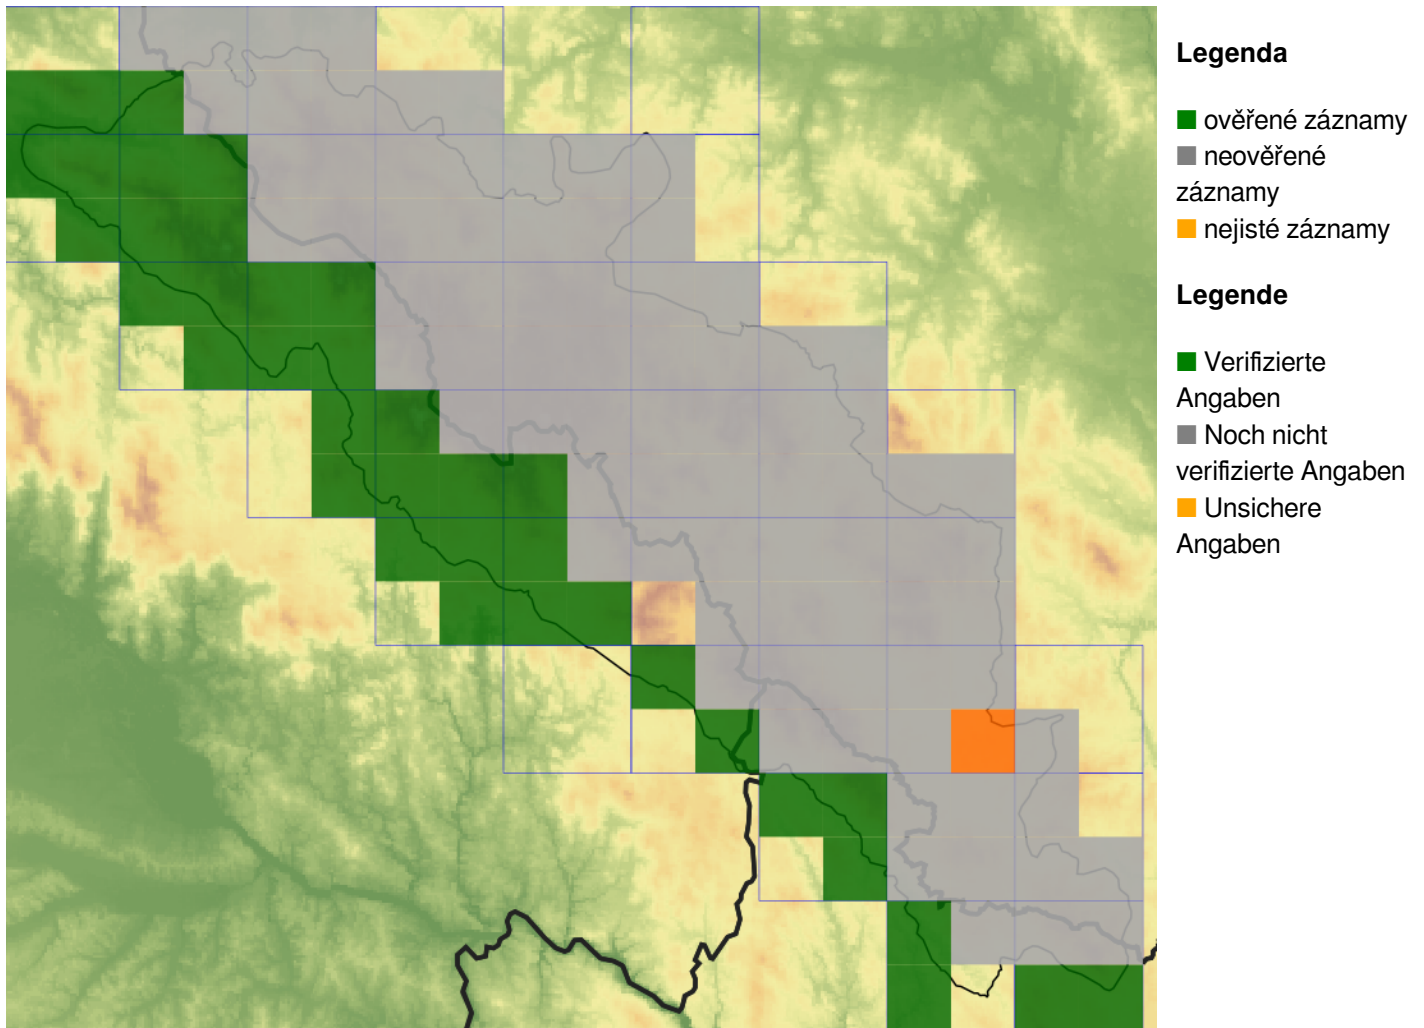 Legenda
ověřené záznamy
neověřené
záznamy
nejisté záznamy
Legende
Verifizierte
Angaben
Noch nicht
verifizierte Angaben
Unsichere
Angaben